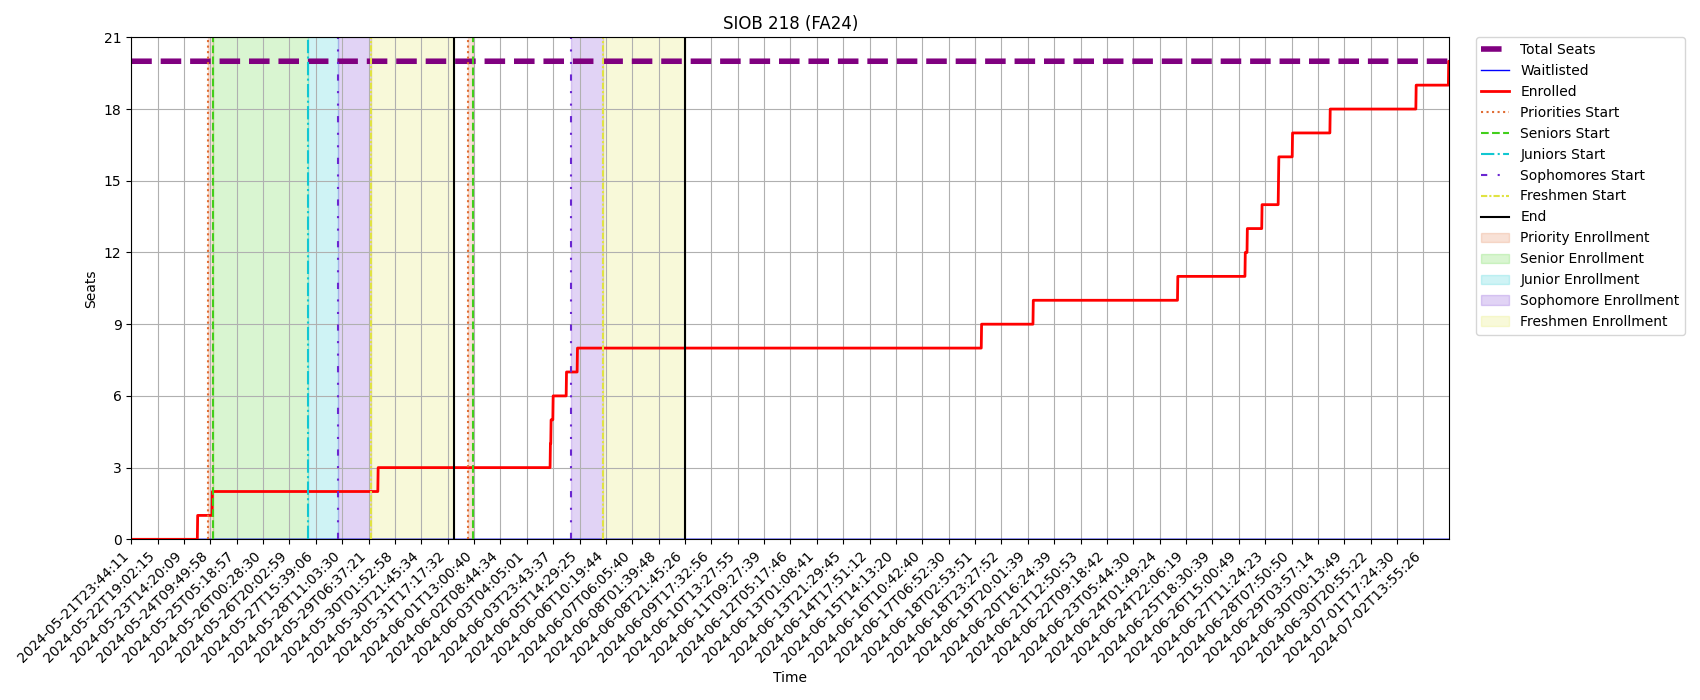 SIOB 218 (FA24)
21
18
15
12
9
6
3
0
Seats
2024-05-21T23:44:11
2024-05-22T19:02:15
2024-05-23T14:20:09
2024-05-24T09:49:58
2024-05-25T05:18:57
2024-05-26T00:28:30
2024-05-26T20:02:59
2024-05-27T15:39:06
2024-05-28T11:03:30
2024-05-29T06:37:21
2024-05-30T01:52:58
2024-05-30T21:45:34
2024-05-31T17:17:32
2024-06-01T13:00:40
2024-06-02T08:44:34
2024-06-03T04:05:01
2024-06-03T23:43:37
2024-06-05T14:29:25
2024-06-06T10:19:44
2024-06-07T06:05:40
2024-06-08T01:39:48
2024-06-08T21:45:26
2024-06-09T17:32:56
2024-06-10T13:27:55
2024-06-11T09:27:39
2024-06-12T05:17:46
2024-06-13T01:08:41
2024-06-13T21:29:45
2024-06-14T17:51:12
2024-06-15T14:13:20
2024-06-16T10:42:40
2024-06-17T06:52:30
2024-06-18T02:53:51
2024-06-18T23:27:52
2024-06-19T20:01:39
2024-06-20T16:24:39
2024-06-21T12:50:53
2024-06-22T09:18:42
2024-06-23T05:44:30
2024-06-24T01:49:24
2024-06-24T22:06:19
2024-06-25T18:30:39
2024-06-26T15:00:49
2024-06-27T11:24:23
2024-06-28T07:50:50
2024-06-29T03:57:14
2024-06-30T00:13:49
2024-06-30T20:55:22
2024-07-01T17:24:30
2024-07-02T13:55:26
Time
Total Seats
Waitlisted
Enrolled
Priorities Start
Seniors Start
Juniors Start
Sophomores Start
Freshmen Start
End
Priority Enrollment
Senior Enrollment
Junior Enrollment
Sophomore Enrollment
Freshmen Enrollment